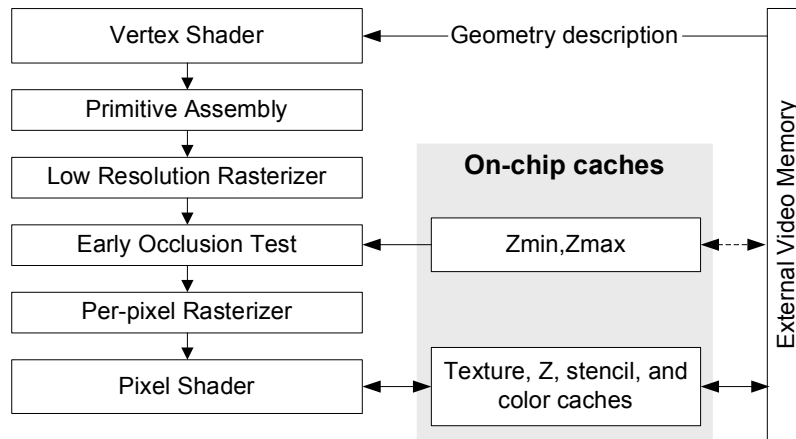 Vertex Shader
Geometry description
Primitive Assembly
Low Resolution Rasterizer
On-chip caches
Early Occlusion Test
Zmin,Zmax
Per-pixel Rasterizer
Pixel Shader
Texture, Z, stencil, and
color caches
External Video Memory